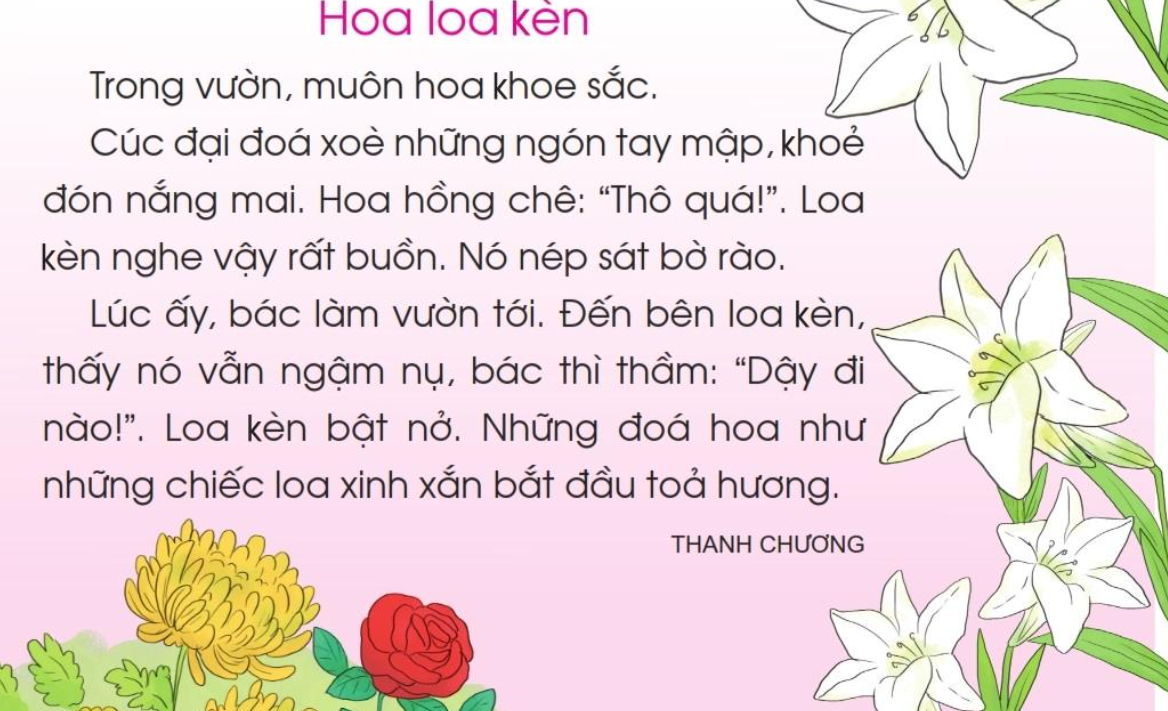 Hoa loa kèn
Trong vườn, muôn hoa khoe sắc.
Cúc đại đoá xoè những ngón tay mập, khoẻ
đón nắng mai. Hoa hồng chê: “Thô quá!”. Loa
kèn nghe vậy rất buồn. Nó nép sát bờ rào.
Lúc ấy, bác làm vườn tới. Đến bên loa kèn,
thấy nó vẫn ngậm nụ, bác thì thầm: “Dậy đi
nào!”. Loa kèn bật nở. Những đoá hoa như
những chiếc loa xinh xắn bắt đầu toả hương.
THANH CHƯƠNG